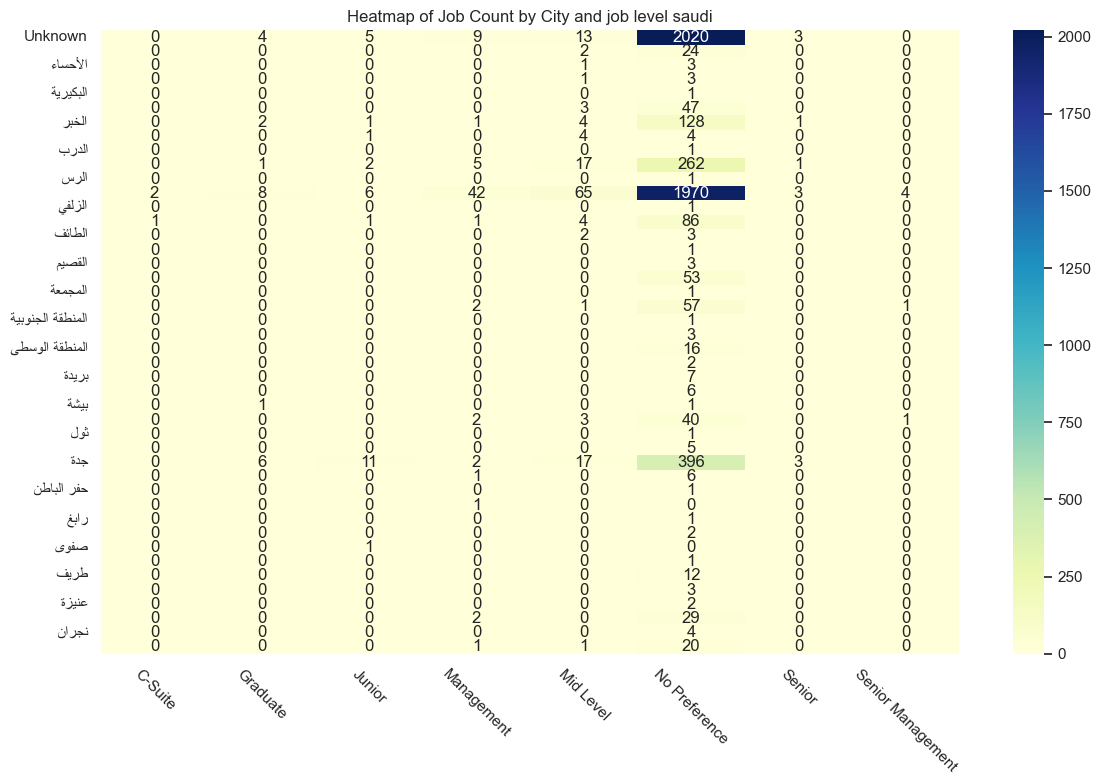 Heatmap of Job Count by City and job level saudi
Unknown 0 4 5 9 13 2020 3 0
0 0 0 0 2 24 0 0
الأحساء 0 0 0 0 1 3 0 0
0 0 0 0 1 3 0 0
البكيرية 0 0 0 0 0 1 0 0
0 0 0 0 3 47 0 0
الخبر 0 2 1 1 4 128 1 0
0 0 1 0 4 4 0 0
الدرب 0 0 0 0 0 1 0 0
0 1 2 5 17 262 1 0
الرس 0 0 0 0 0 1 0 0
2 8 6 42 65 1970 3 4
الزلفي 0 0 0 0 0 1 0 0
1 0 1 1 4 86 0 0
الطائف 0 0 0 0 2 3 0 0
0 0 0 0 0 1 0 0
القصيم 0 0 0 0 0 3 0 0
0 0 0 0 0 53 0 0
المجمعة 0 0 0 0 0 1 0 0
0 0 0 2 1 57 0 1
المنطقة الجنوبية 0 0 0 0 0 1 0 0
0 0 0 0 0 3 0 0
المنطقة الوسطى 0 0 0 0 0 16 0 0
0 0 0 0 0 2 0 0
بريدة 0 0 0 0 0 7 0 0
0 0 0 0 0 6 0 0
بيشة 0 1 0 0 0 1 0 0
0 0 0 2 3 40 0 1
ثول 0 0 0 0 0 1 0 0
0 0 0 0 0 5 0 0
جدة 0 6 11 2 17 396 3 0
0 0 0 1 0 6 0 0
حفر الباطن 0 0 0 0 0 1 0 0
0 0 0 1 0 0 0 0
رابغ 0 0 0 0 0 1 0 0
0 0 0 0 0 2 0 0
صفوى 0 0 1 0 0 0 0 0
0 0 0 0 0 1 0 0
طريف 0 0 0 0 0 12 0 0
0 0 0 0 0 3 0 0
عنيزة 0 0 0 0 0 2 0 0
0 0 0 2 0 29 0 0
نجران 0 0 0 0 0 4 0 0
0 0 0 1 1 20 0 0
C-Suite
Graduate
Junior
Management
Mid Level
No Preference
Senior
Senior Management
2000
1750
1500
1250
1000
750
500
250
0